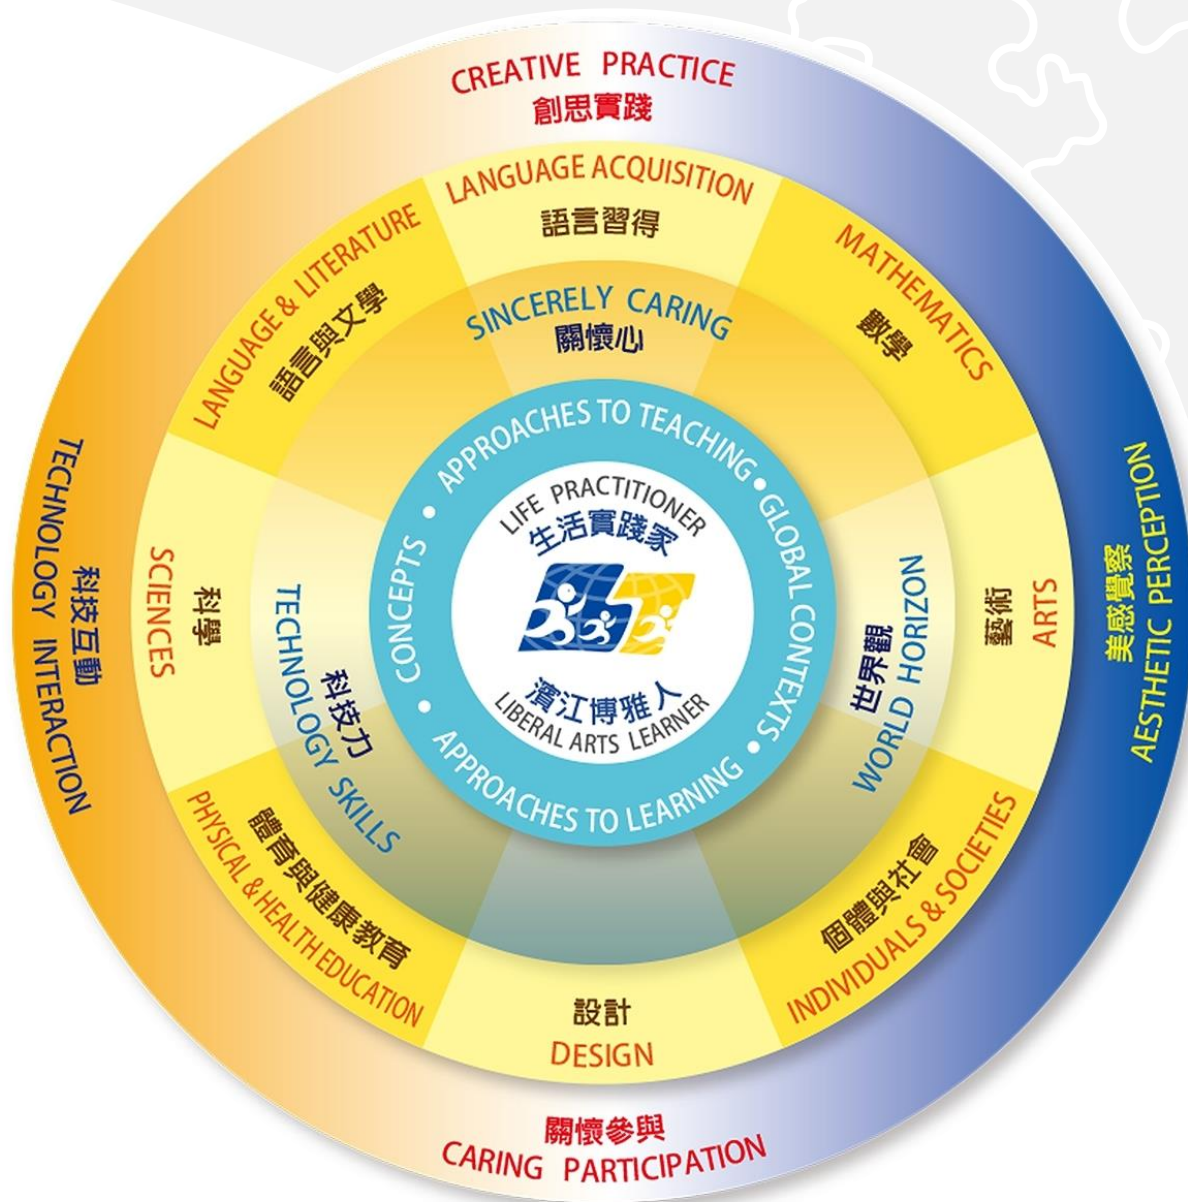 CREATIVE PRACTICE
創思實踐
LANGUAGE ACQUISITION
語言習得
LANGUAGE & LITERATURE
語言與文學
MATHEMATICS
數學
SINCERELY CARING
關懷心
APPROACHES TO TEACHING • GLOBAL CONTEXTS • APPROACHES TO LEARNING • CONCEPTS •
LIFE PRACTITIONER
生活實踐家
濱江博雅人
LIBERAL ARTS LEARNER
科技互動
TECHNOLOGY INTERACTION
SCIENCES
科學
科技力
TECHNOLOGY SKILLS
世界觀
WORLD HORIZON
藝術
ARTS
美感覺察
AESTHETIC PERCEPTION
體育與健康教育
PHYSICAL & HEALTH EDUCATION
個體與社會
INDIVIDUALS & SOCIETIES
設計
DESIGN
關懷參與
CARING PARTICIPATION